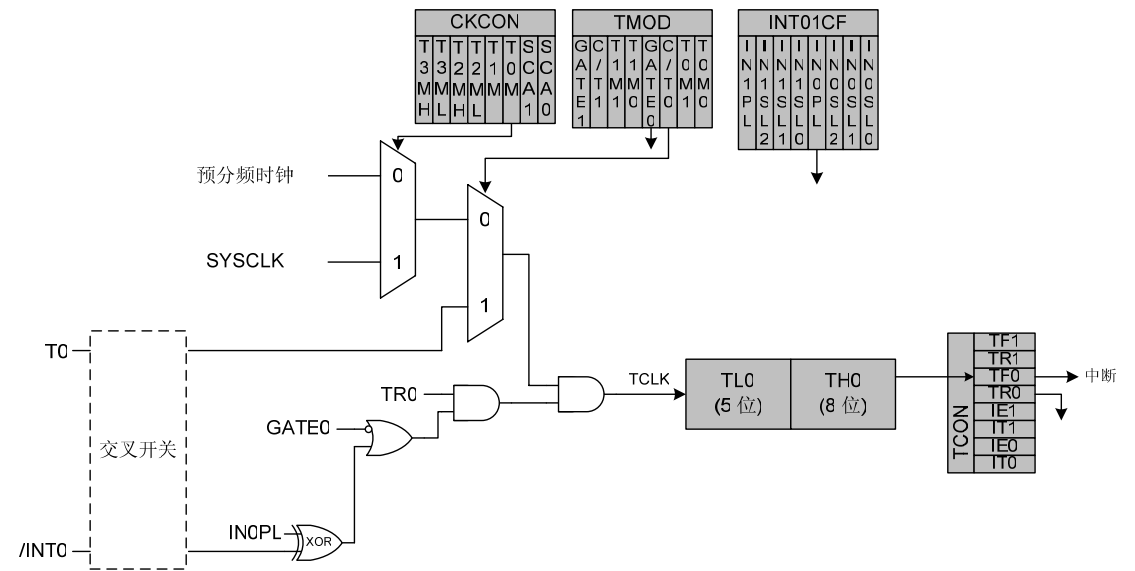 CKCON
T3MH T3ML T2MH T2ML T1M T0M SCA1 SCA0
TMOD
GATE1 C/T1 T1M1 T1M0 GATE0 C/T0 T0M1 T0M0
INT01CF
IN1PL IN1SL2 IN1SL1 IN1SL0 IN0PL IN0SL2 IN0SL1 IN0SL0
预分频时钟
0
SYSCLK
1
0
1
T0
交叉开关
/INT0
TR0
GATE0
IN0PL
XOR
TCLK
TL0
(5 位)
TH0
(8 位)
TCON
TF1
TR1
TF0
TR0
IE1
IT1
IE0
IT0
中断